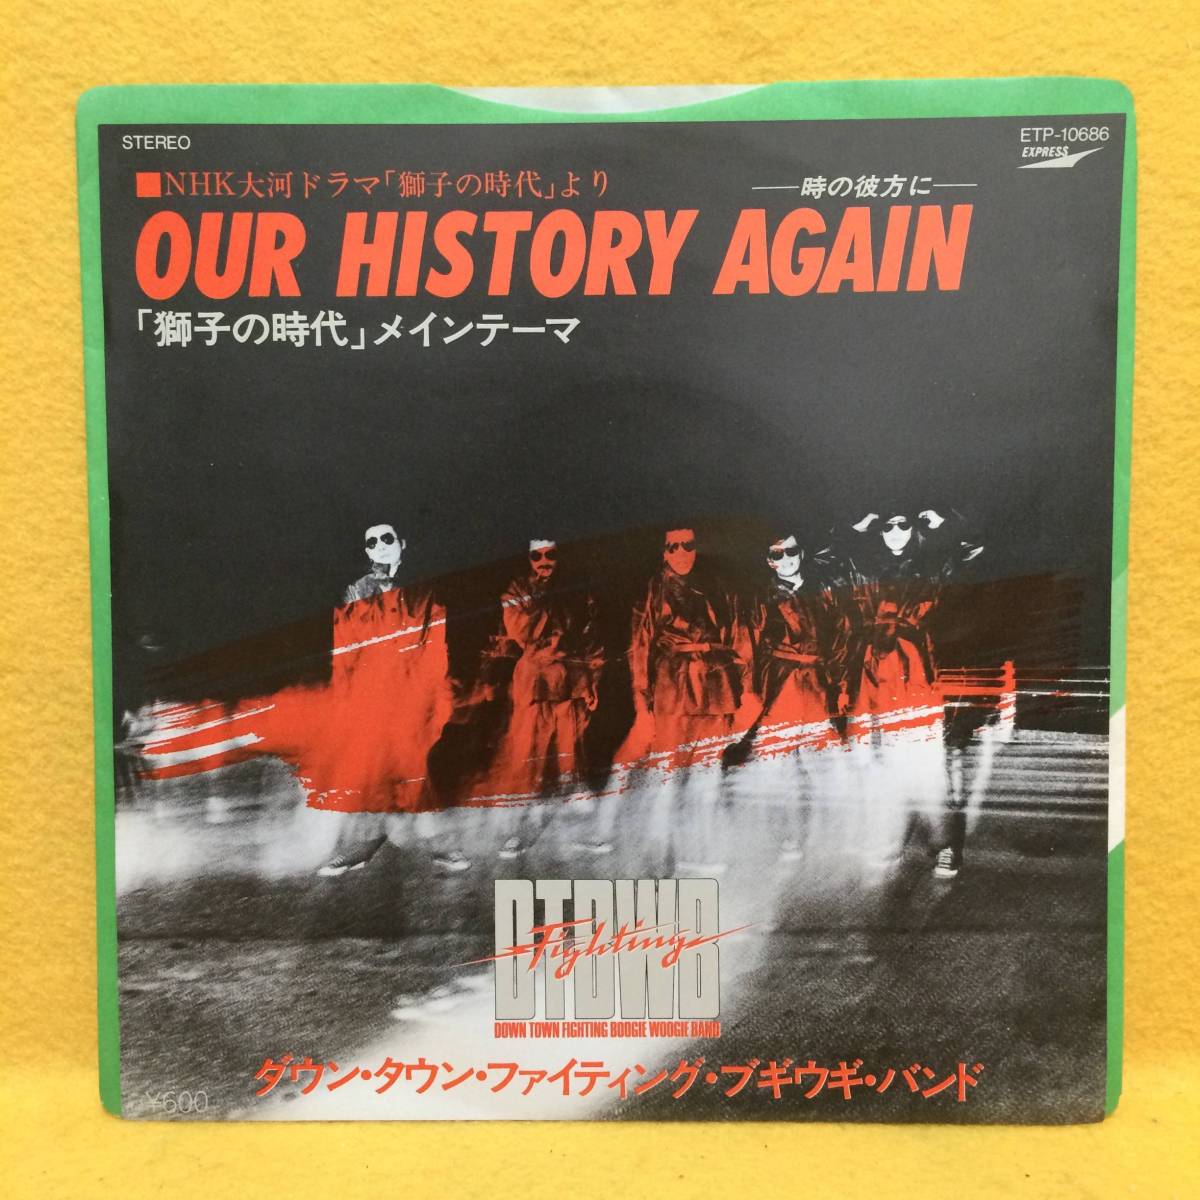 STEREO
ETP-10686
EXPRESS
■NHK大河ドラマ「獅子の時代」より
―時の彼方に―
OUR HISTORY AGAIN
「獅子の時代」メインテーマ
DTBWB
Fighting
DOWN TOWN FIGHTING BOOGIE WOOGIE BAND
ダウン・タウン・ファイティング・ブギウギ・バンド
¥600